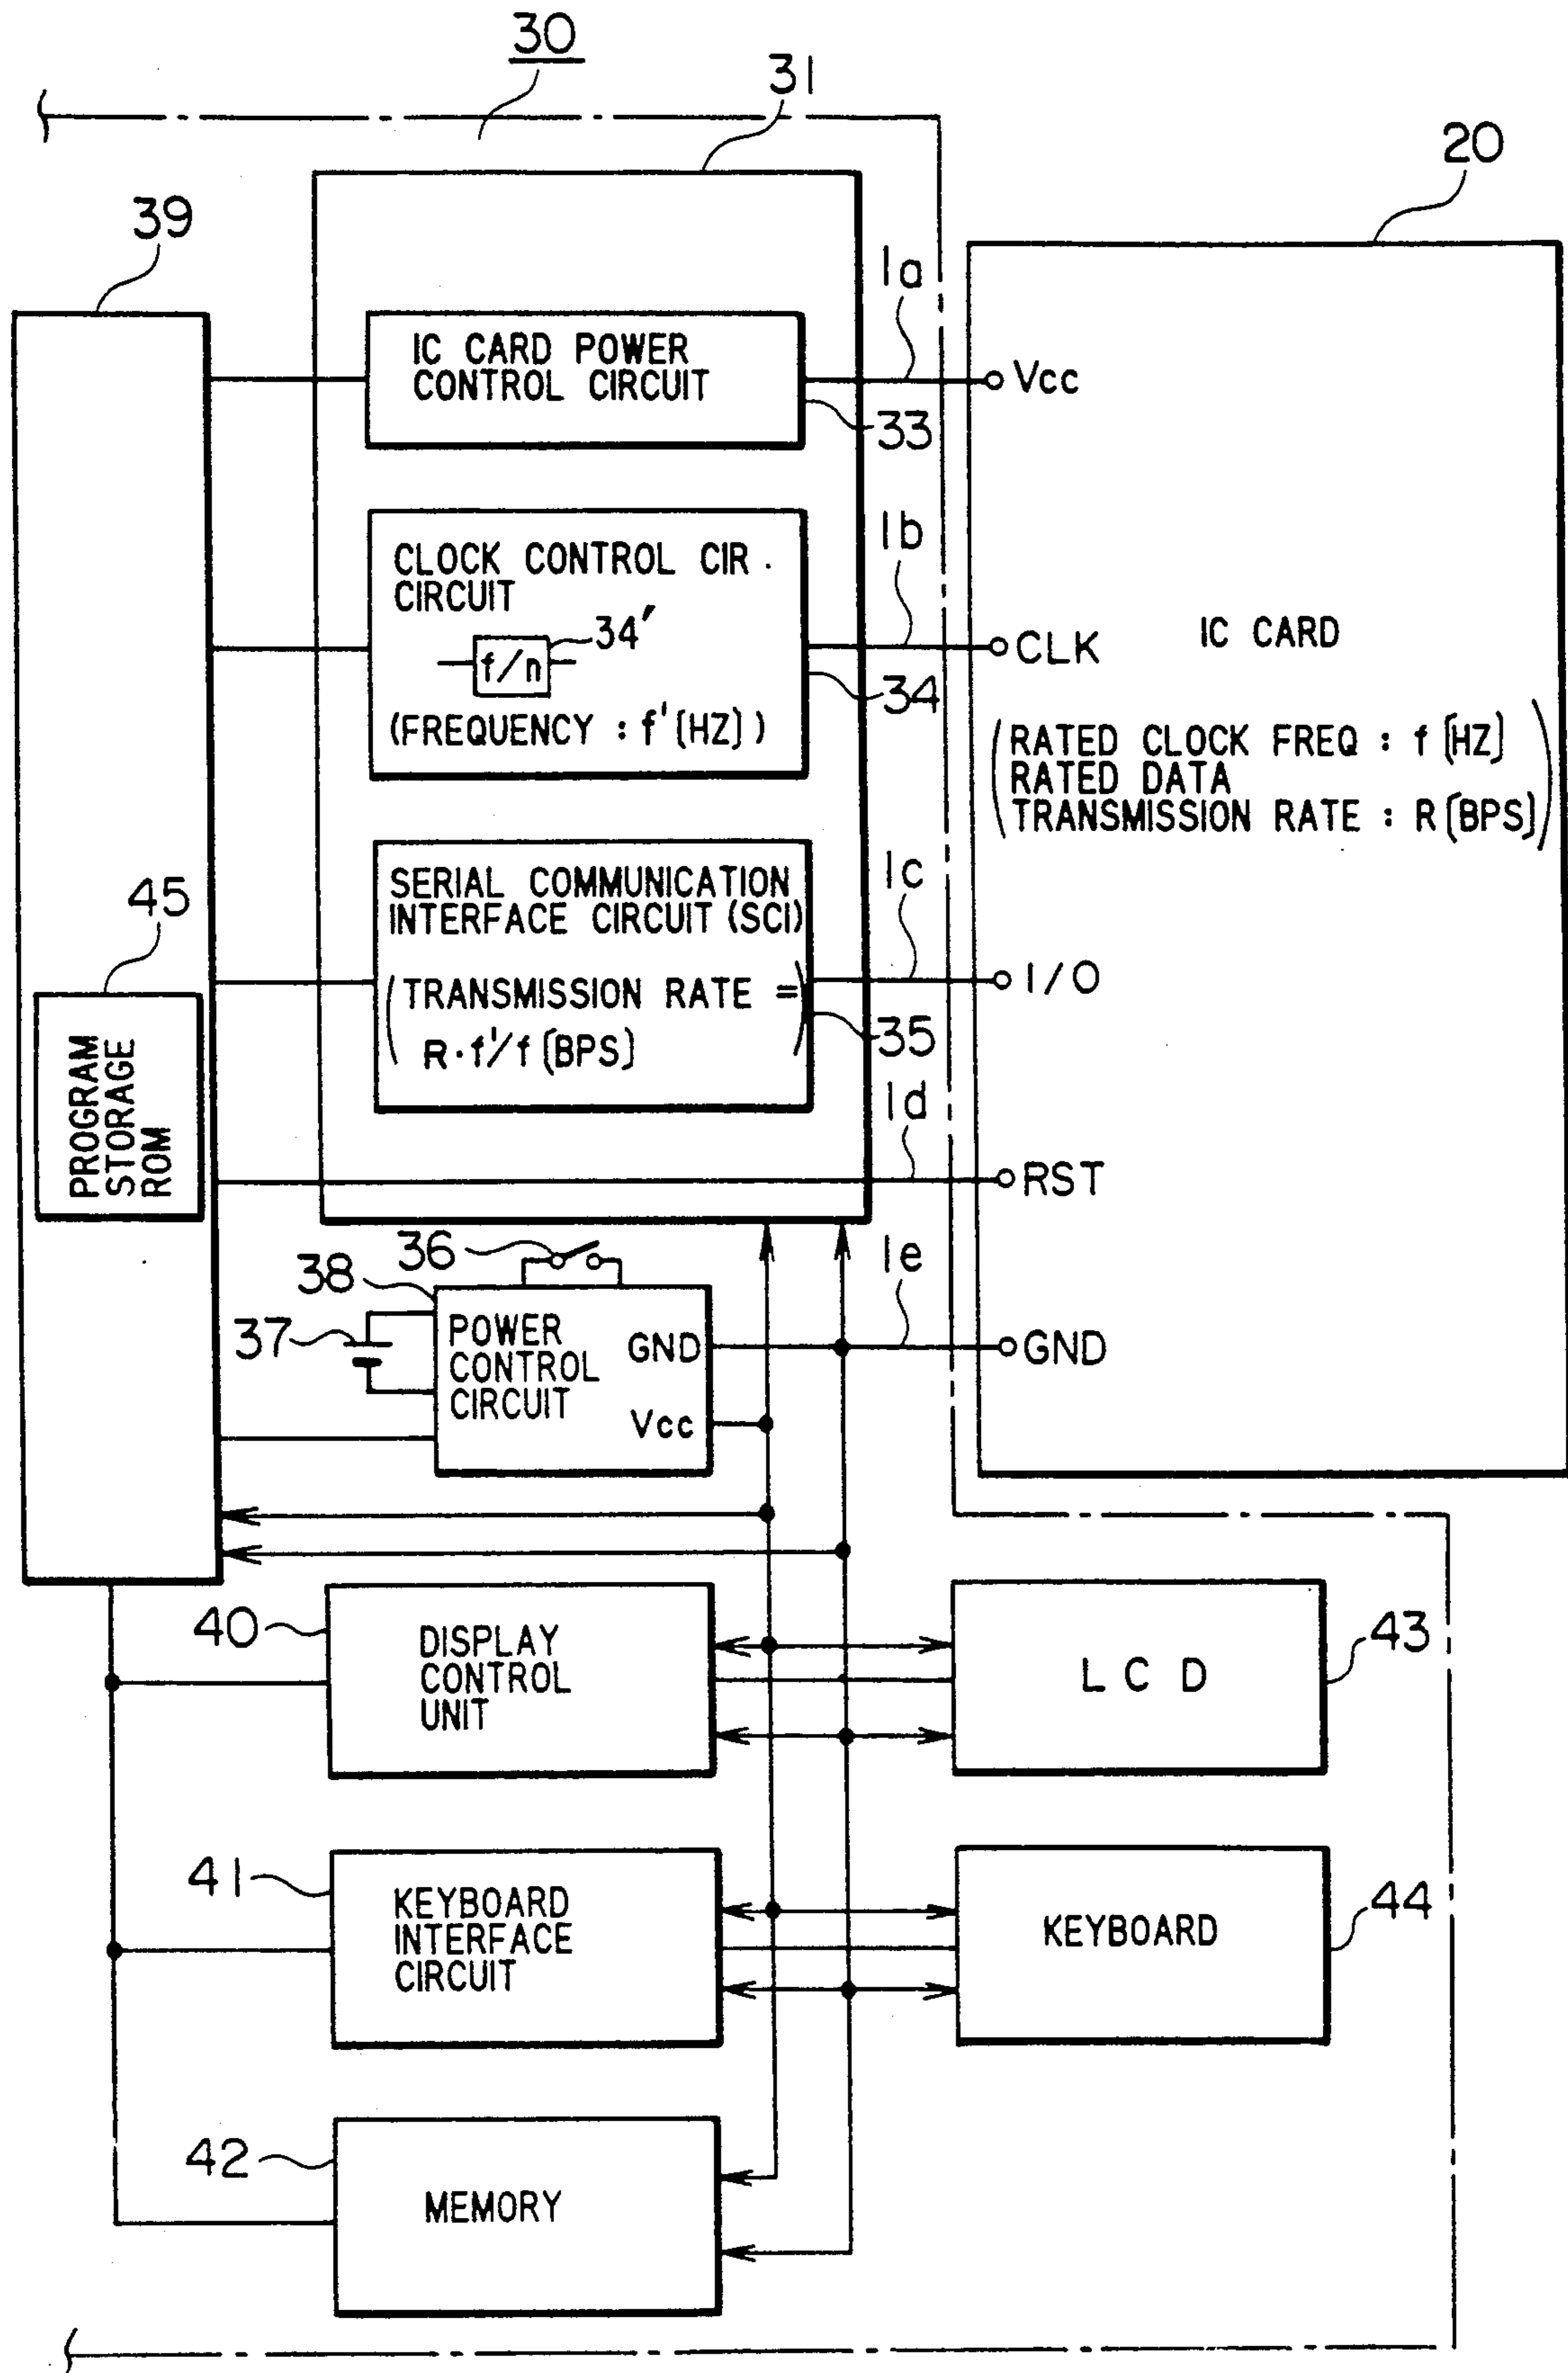 30
31
20
39
1a
IC CARD POWER
CONTROL CIRCUIT
Vcc
33
1b
CLOCK CONTROL CIR.
CIRCUIT
34'
f/n
CLK
IC CARD
34
(FREQUENCY : f'[HZ])
(RATED CLOCK FREQ : f [HZ]
RATED DATA
TRANSMISSION RATE : R [BPS])
1c
SERIAL COMMUNICATION
INTERFACE CIRCUIT (SCI)
45
I/O
(TRANSMISSION RATE =
R·f'/f [BPS])
35
PROGRAM
STORAGE
ROM
1d
RST
36
1e
38
37
POWER
CONTROL
CIRCUIT
GND
GND
Vcc
40
DISPLAY
CONTROL
UNIT
LCD
43
41
KEYBOARD
INTERFACE
CIRCUIT
KEYBOARD
44
42
MEMORY